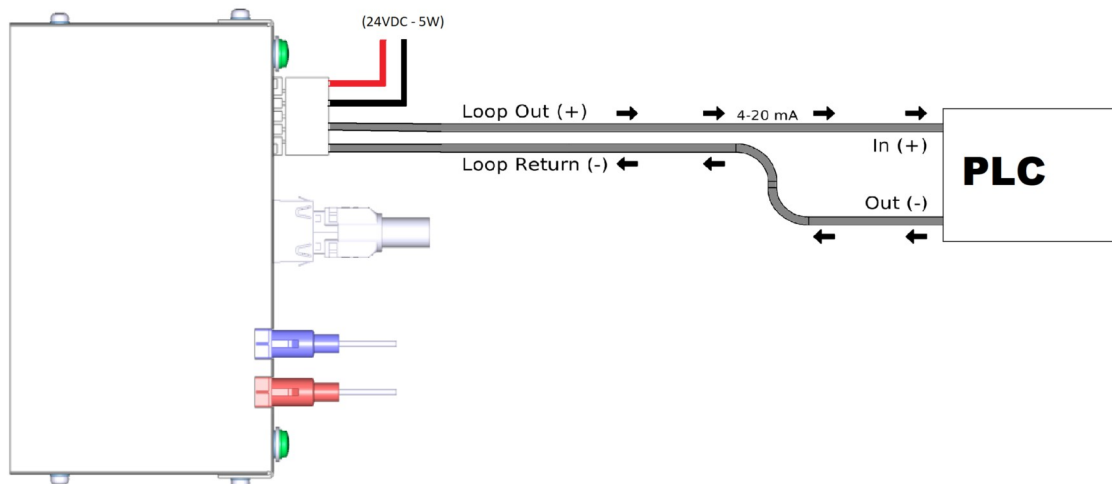 (24VDC - 5W)
Loop Out (+)
4-20 mA
In (+)
Loop Return (-)
PLC
Out (-)